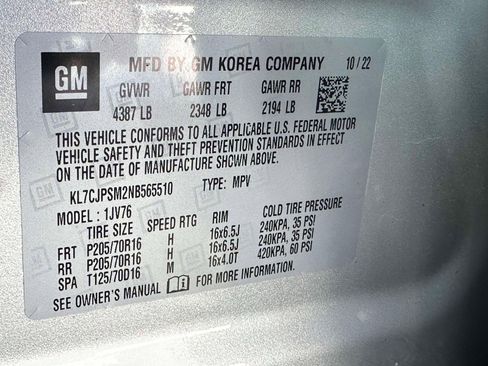 GM
MFD BY GM KOREA COMPANY 10/22
GVWR GAWR FRT GAWR RR
4387 LB 2348 LB 2194 LB
THIS VEHICLE CONFORMS TO ALL APPLICABLE U.S. FEDERAL MOTOR
VEHICLE SAFETY AND THEFT PREVENTION STANDARDS IN EFFECT
ON THE DATE OF MANUFACTURE SHOWN ABOVE.
KL7CJPSM2NB565510 TYPE: MPV
MODEL: 1JV76
TIRE SIZE SPEED RTG RIM COLD TIRE PRESSURE
FRT P205/70R16 H 16x6.5J 240KPA, 35 PSI
RR P205/70R16 H 16x6.5J 240KPA, 35 PSI
SPA T125/70D16 M 16x4.0T 420KPA, 60 PSI
SEE OWNER'S MANUAL FOR MORE INFORMATION.